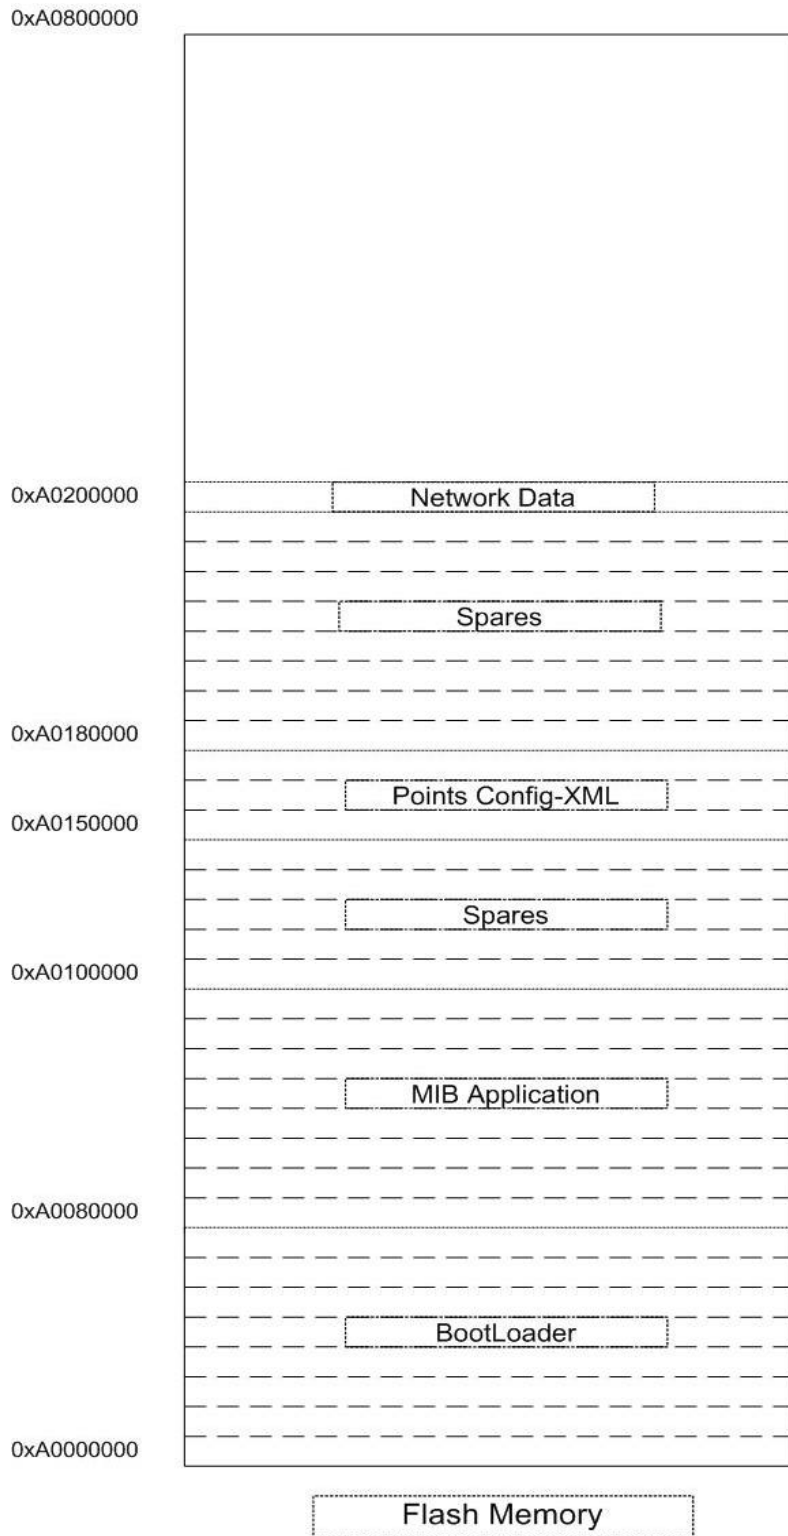 0xA0800000
0xA0200000
Network Data
Spares
0xA0180000
Points Config-XML
0xA0150000
Spares
0xA0100000
MIB Application
0xA0080000
BootLoader
0xA0000000
Flash Memory